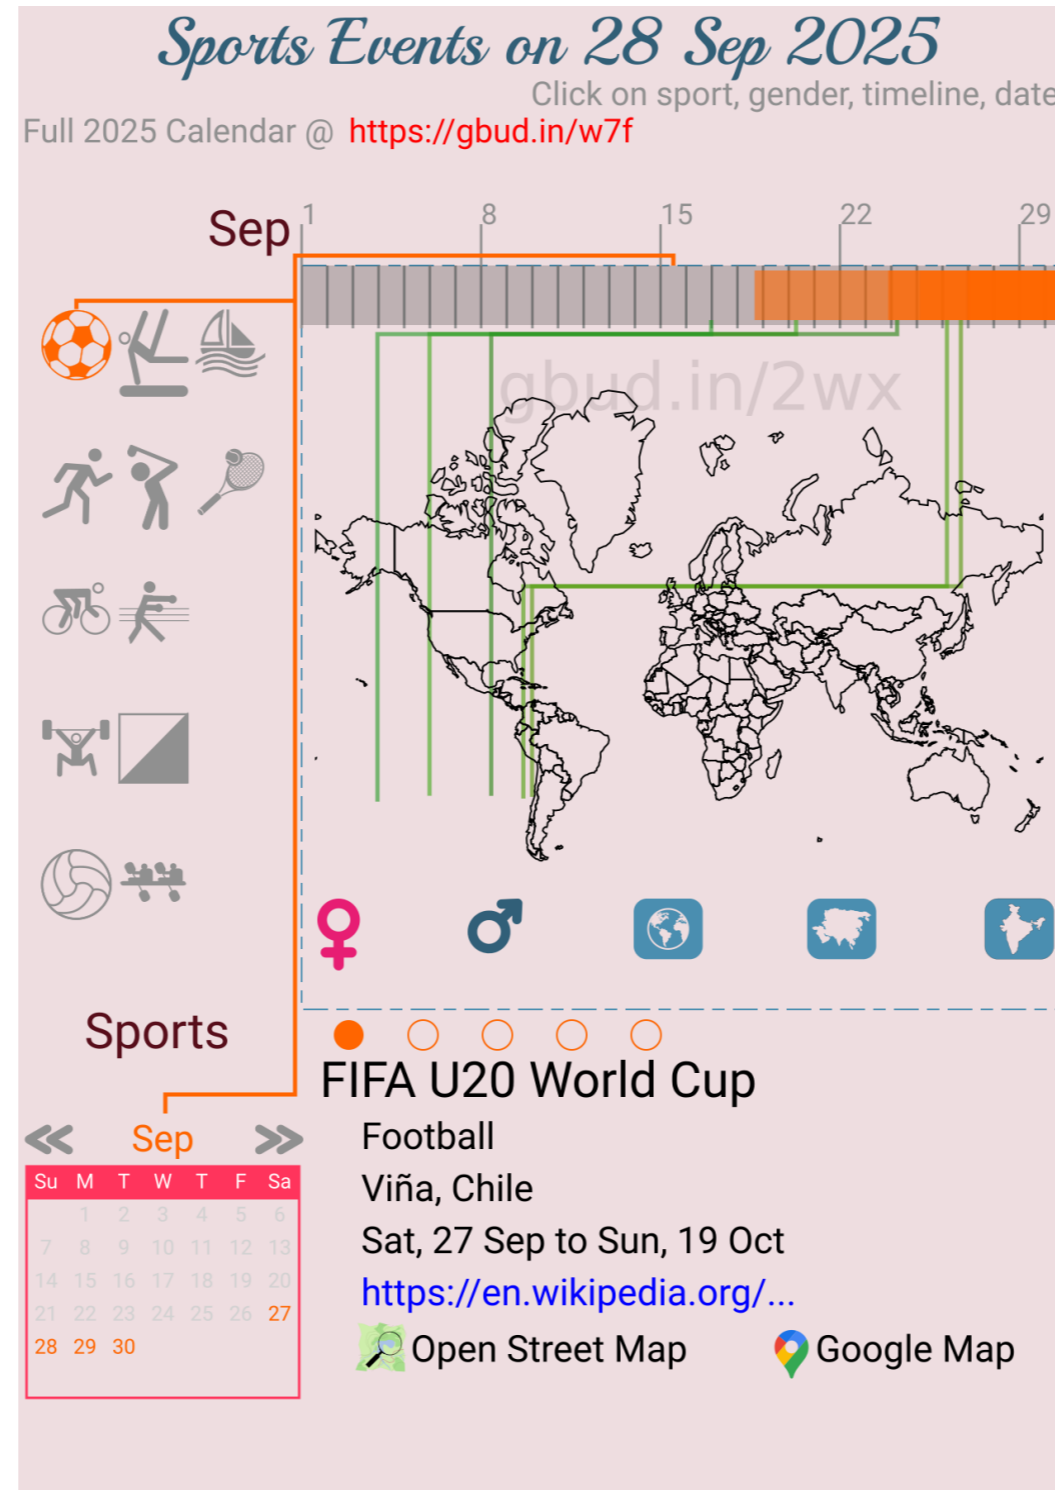 Sports Events on 28 Sep 2025
Click on sport, gender, timeline, date
Full 2025 Calendar @ https://gbud.in/w7f
Sep 1 8 15 22 29
gbud.in/2wx
Sports
FIFA U20 World Cup
Football
Viña, Chile
Sat, 27 Sep to Sun, 19 Oct
https://en.wikipedia.org/...
Open Street Map Google Map
Sep
Su M T W T F Sa
1 2 3 4 5 6
7 8 9 10 11 12 13
14 15 16 17 18 19 20
21 22 23 24 25 26 27
28 29 30